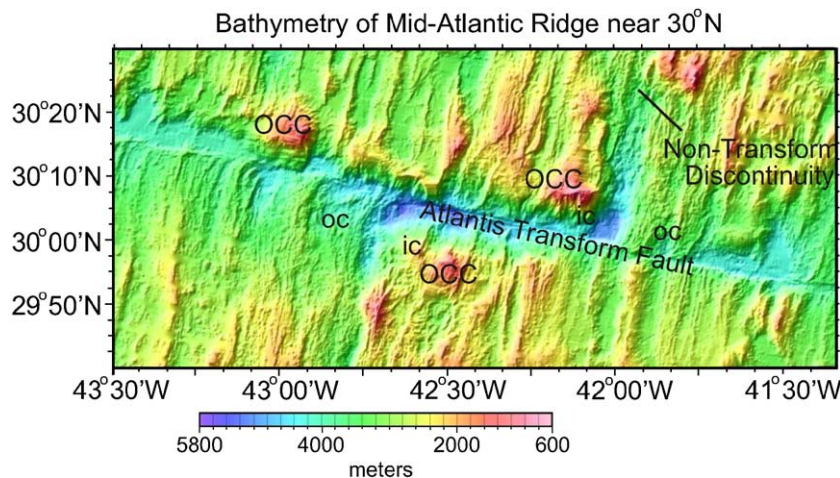 Bathymetry of Mid-Atlantic Ridge near 30°N
30°20'N
30°10'N
30°00'N
29°50'N
OCC
Non-Transform
Discontinuity
OCC
ic
oc
Atlantis Transform Fault
oc
ic
OCC
43°30'W
43°00'W
42°30'W
42°00'W
41°30'W
5800
4000
2000
600
meters